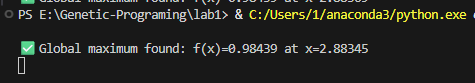 PS E:\Genetic-Programing\lab1> & C:/Users/1/anaconda3/python.exe
✅ Global maximum found: f(x)=0.98439 at x=2.88345